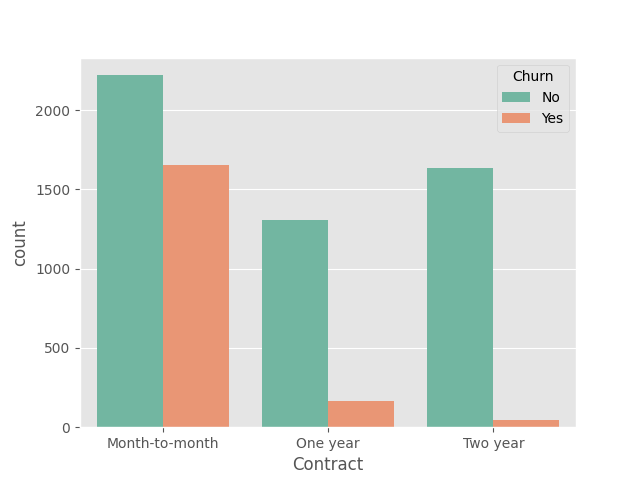 Churn
No
Yes
2000
1500
1000
500
0
count
Month-to-month
One year
Two year
Contract